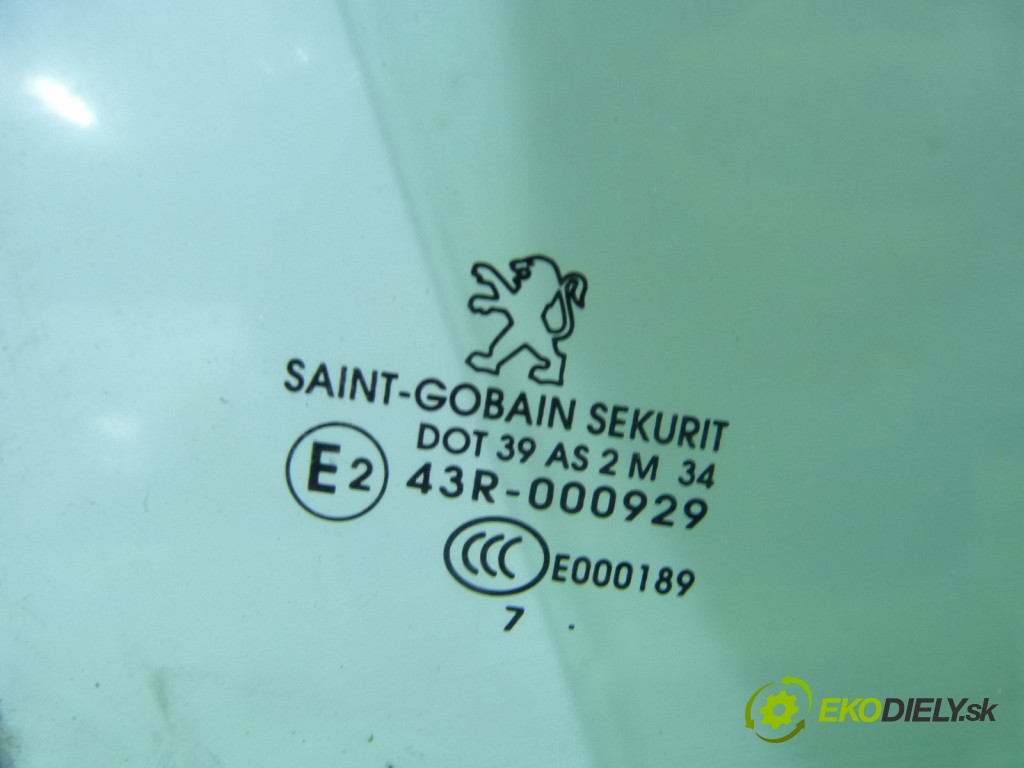 SAINT-GOBAIN SEKURIT
DOT 39 AS 2 M 34
E2 43R-000929
CCC E000189
7 .
EKODIELY.sk